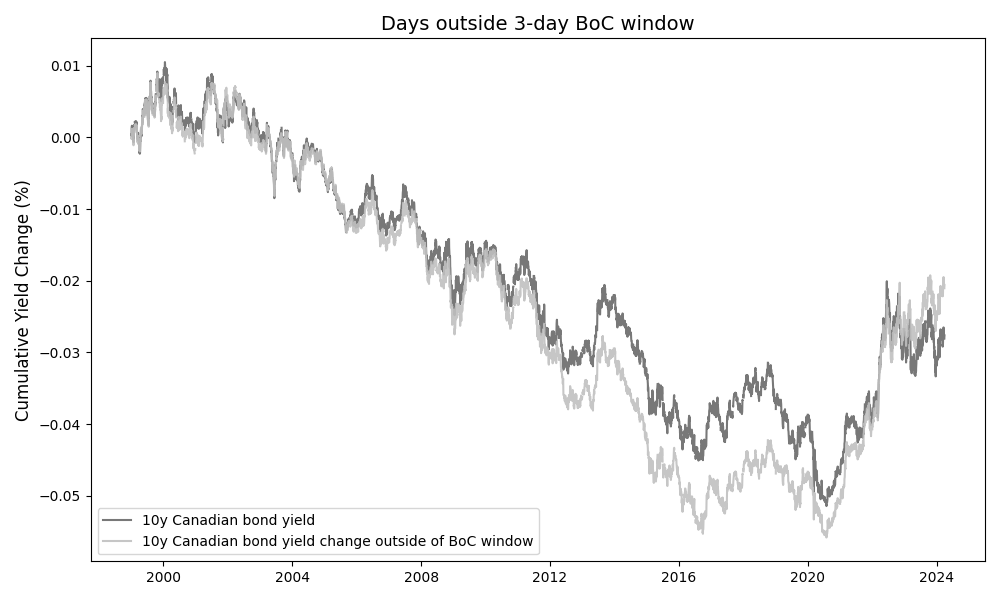 Days outside 3-day BoC window
Cumulative Yield Change (%)
0.01
0.00
−0.01
−0.02
−0.03
−0.04
−0.05
10y Canadian bond yield
10y Canadian bond yield change outside of BoC window
2000 2004 2008 2012 2016 2020 2024